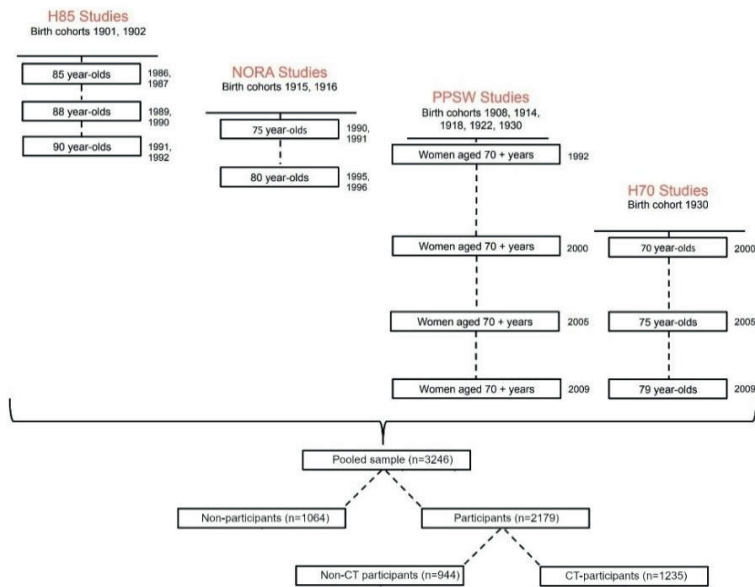 H85 Studies
Birth cohorts 1901, 1902
85 year-olds
1986,
1987
88 year-olds
1989,
1990
90 year-olds
1991,
1992
NORA Studies
Birth cohorts 1915, 1916
75 year-olds
1990,
1991
80 year-olds
1995,
1996
PPSW Studies
Birth cohorts 1908, 1914,
1918, 1922, 1930
Women aged 70 + years
1992
Women aged 70 + years
2000
Women aged 70 + years
2005
Women aged 70 + years
2009
H70 Studies
Birth cohort 1930
70 year-olds
2000
75 year-olds
2005
79 year-olds
2009
Pooled sample (n=3246)
Non-participants (n=1064)
Participants (n=2179)
Non-CT participants (n=944)
CT-participants (n=1235)